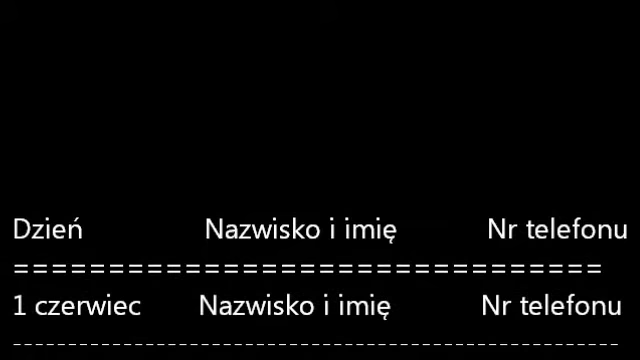 Dzień Nazwisko i imię Nr telefonu
===============================
1 czerwiec Nazwisko i imię Nr telefonu
-------------------------------------------------------